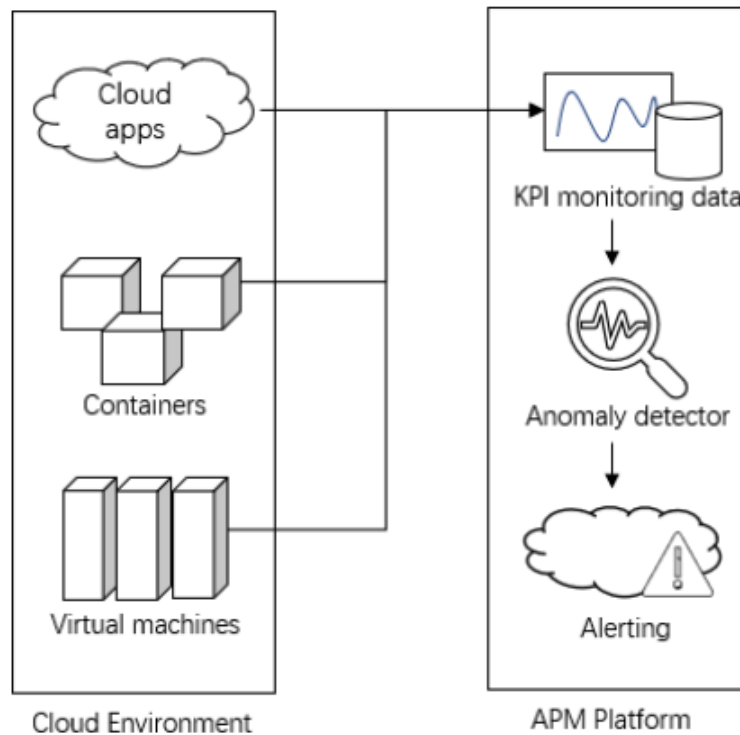 Cloud
apps
Containers
Virtual machines
Cloud Environment
KPI monitoring data
Anomaly detector
Alerting
APM Platform